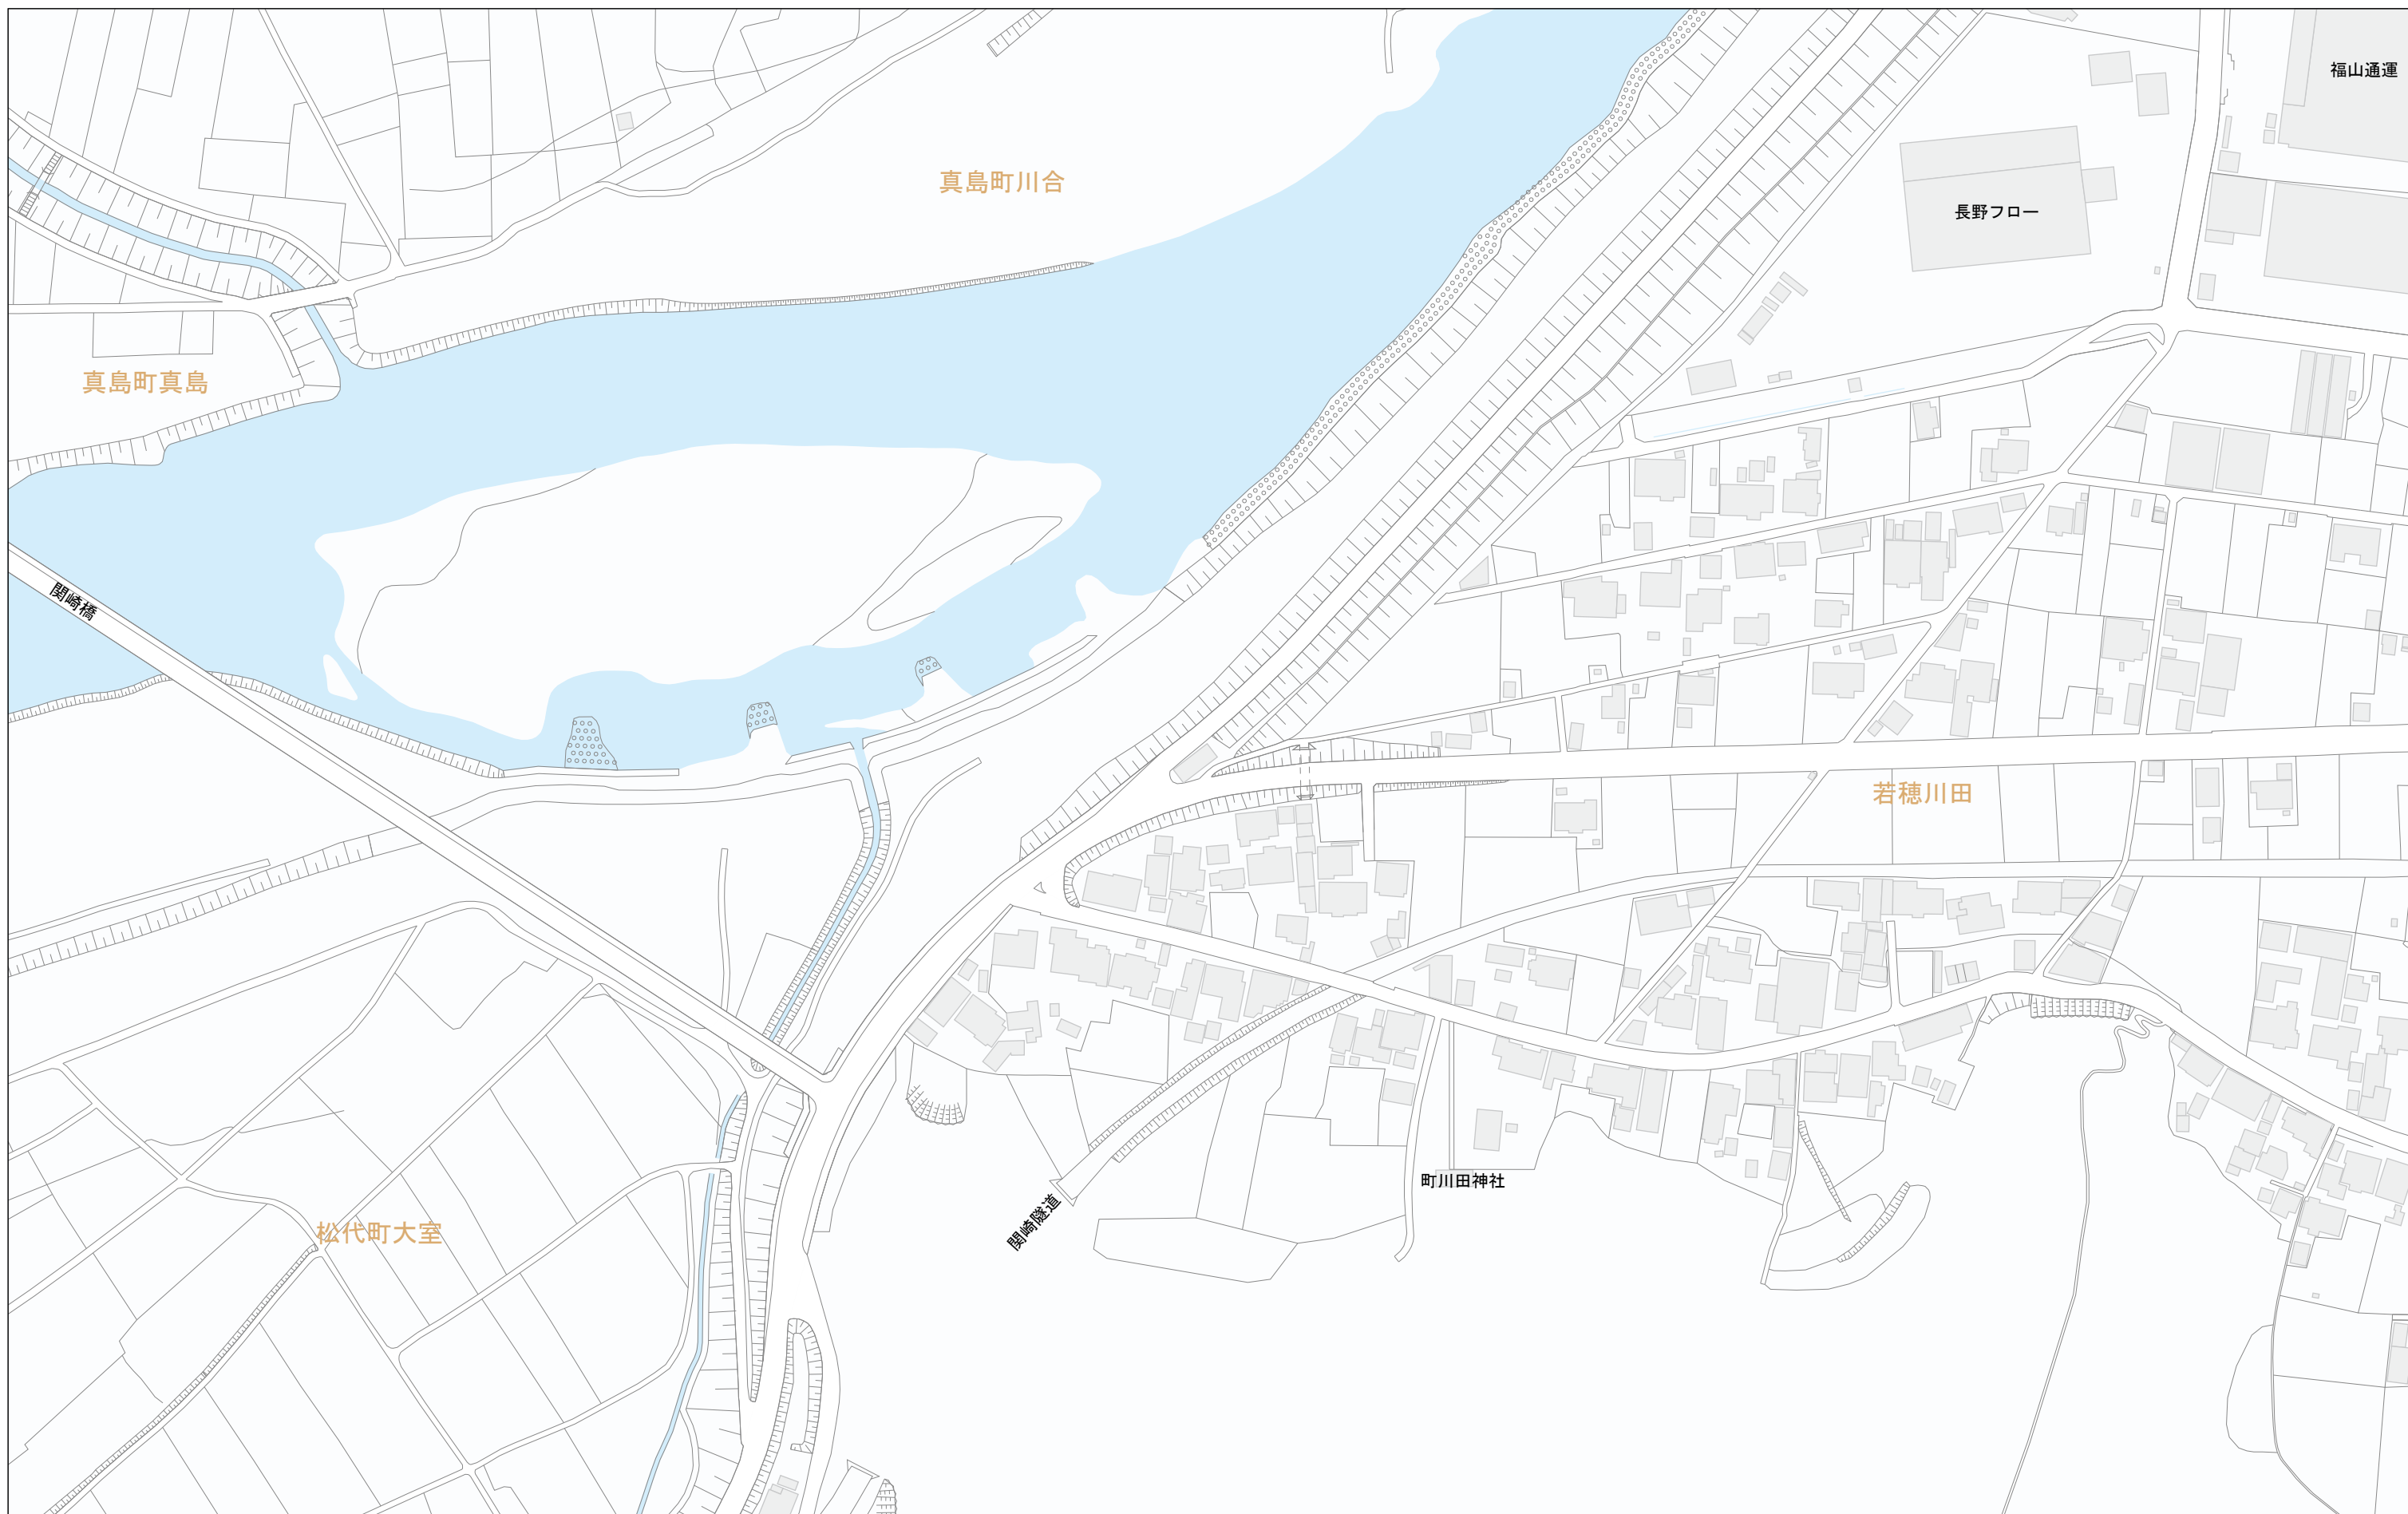 福山通運
真島町川合
長野フロー
真島町真島
関崎橋
若穂川田
町川田神社
関崎隧道
松代町大室